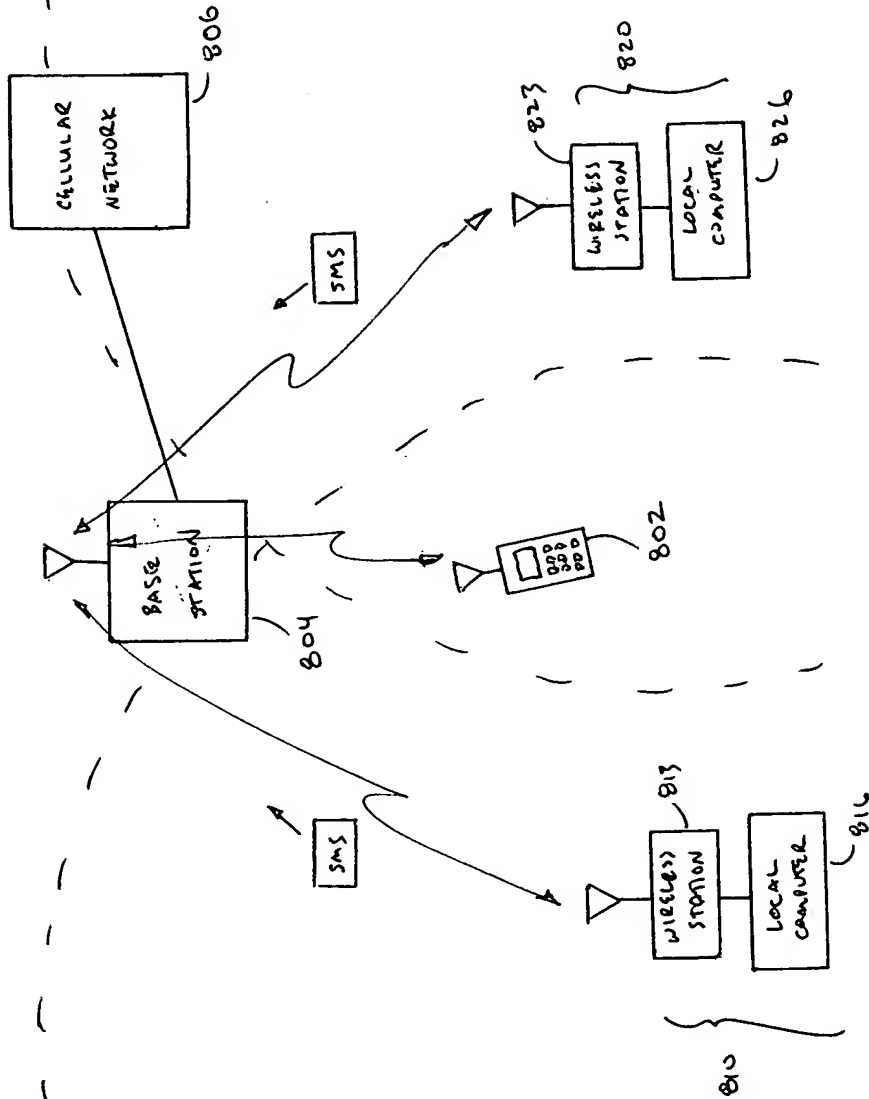 CELLULAR
NETWORK
806
BASE
STATION
804
SMS
SMS
802
WIRELESS
STATION
813
LOCAL
COMPUTER
816
810
WIRELESS
STATION
823
LOCAL
COMPUTER
826
820